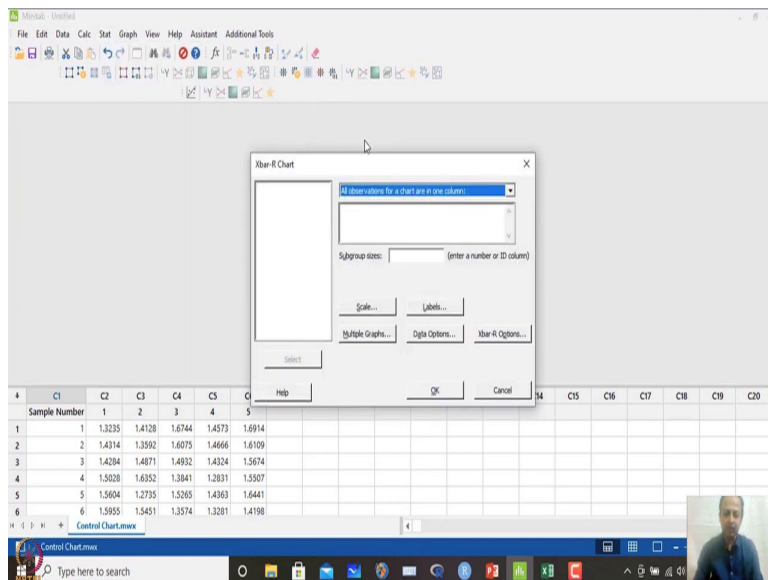 Minitab - Untitled
File Edit Data Calc Stat Graph View Help Assistant Additional Tools
Xbar-R Chart X
All observations for a chart are in one column:
Subgroup sizes: (enter a number or ID column)
Scale... Labels...
Multiple Graphs... Data Options... Xbar-R Options...
Select
Help OK Cancel
C1 C2 C3 C4 C5 14 C15 C16 C17 C18 C19 C20
Sample Number 1 2 3 4 5
1 1 1.3235 1.4128 1.6744 1.4573 1.6914
2 2 1.4314 1.3592 1.6075 1.4666 1.6109
3 3 1.4284 1.4871 1.4932 1.4324 1.5674
4 4 1.5028 1.6352 1.3841 1.2831 1.5507
5 5 1.5604 1.2735 1.5265 1.4363 1.6441
6 6 1.5955 1.5451 1.3574 1.3281 1.4198
Control Chart.mwx
Control Chart.mwx
Type here to search